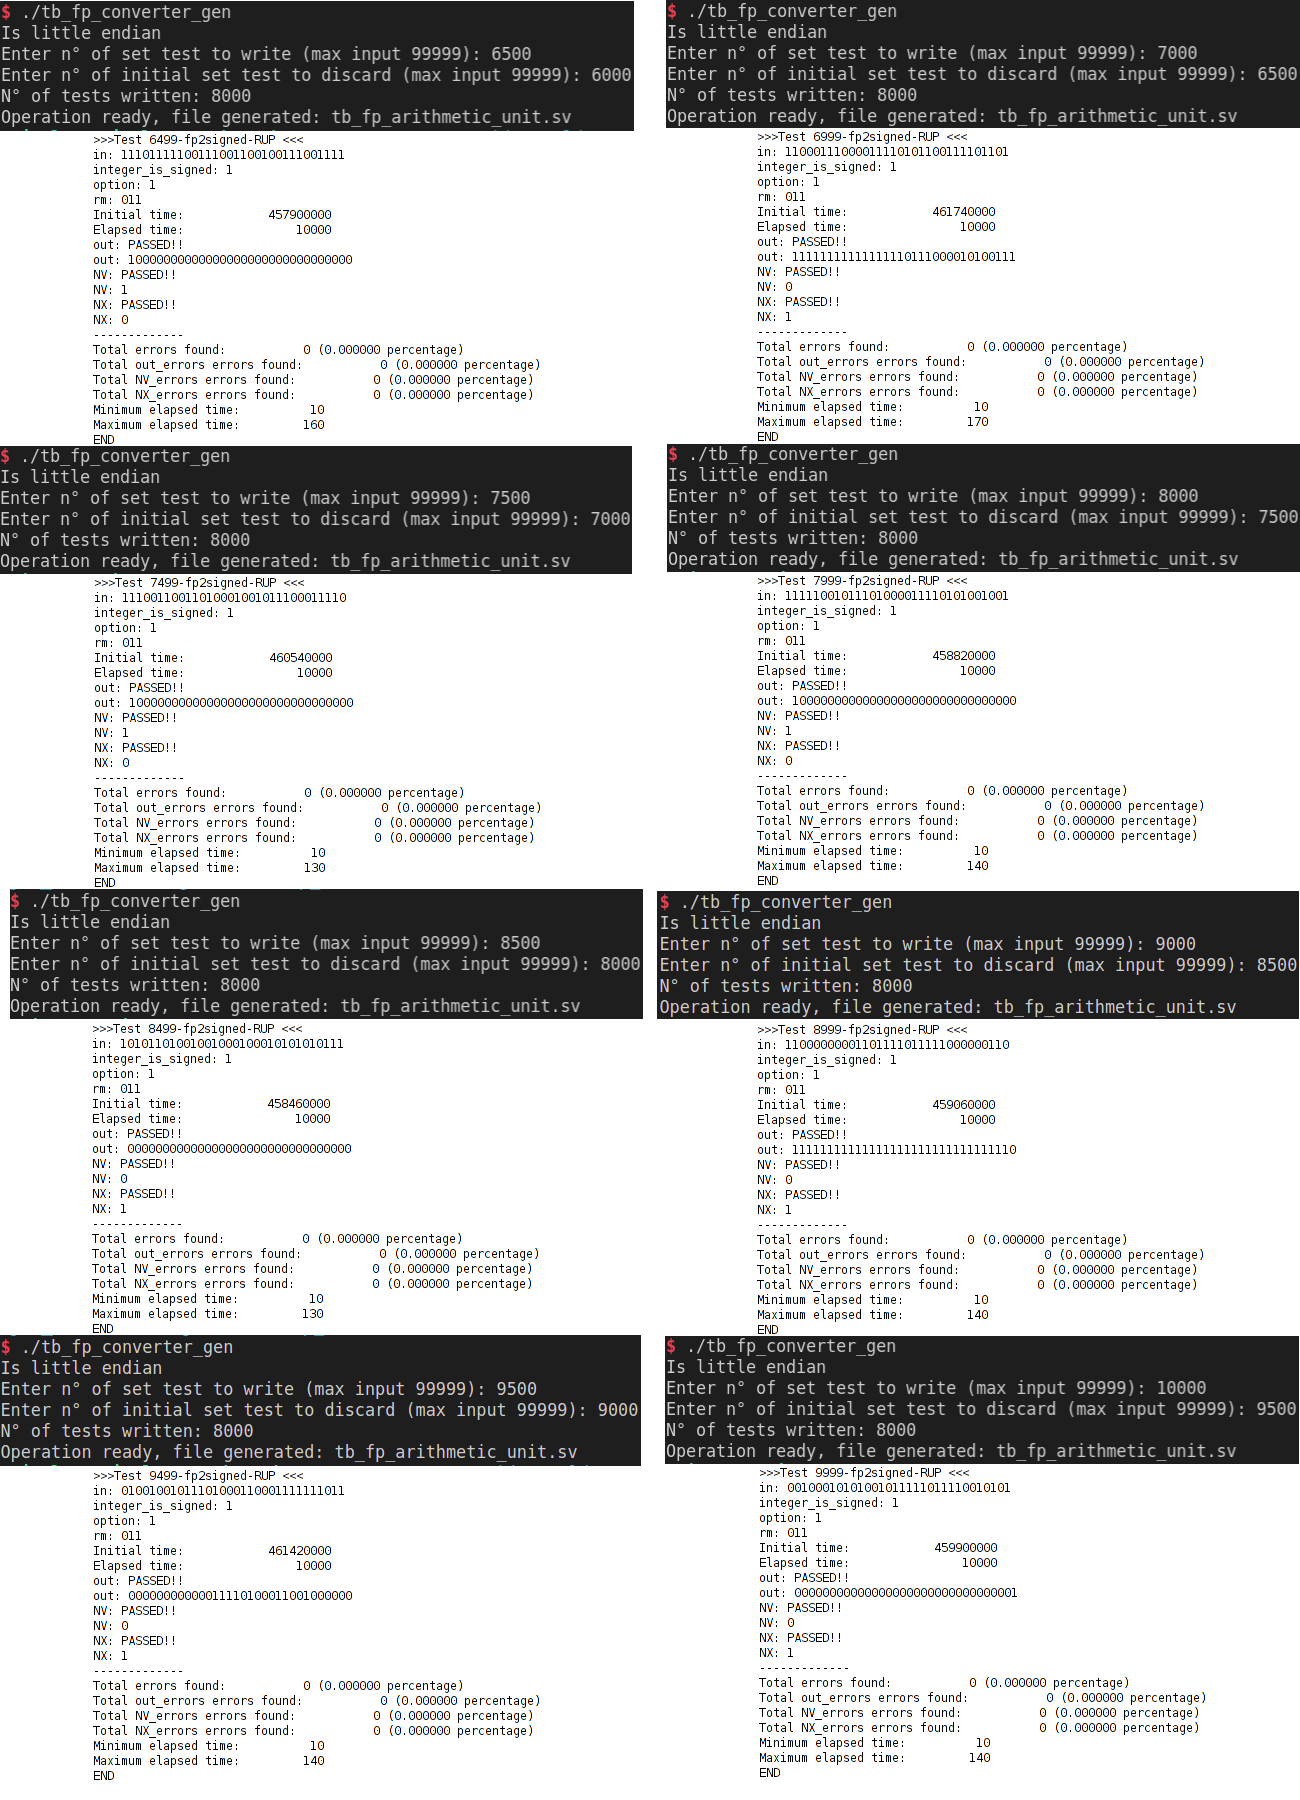 $ ./tb_fp_converter_gen
Is little endian
Enter n° of set test to write (max input 99999): 6500
Enter n° of initial set test to discard (max input 99999): 6000
N° of tests written: 8000
Operation ready, file generated: tb_fp_arithmetic_unit.sv
>>>Test 6499-fp2signed-RUP <<<
in: 11101111100111001100100111001111
integer_is_signed: 1
option: 1
rm: 011
Initial time: 457900000
Elapsed time: 10000
out: PASSED!!
out: 10000000000000000000000000000000
NV: PASSED!!
NV: 1
NX: PASSED!!
NX: 0
-------------
Total errors found: 0 (0.000000 percentage)
Total out_errors errors found: 0 (0.000000 percentage)
Total NV_errors errors found: 0 (0.000000 percentage)
Total NX_errors errors found: 0 (0.000000 percentage)
Minimum elapsed time: 10
Maximum elapsed time: 160
END
$ ./tb_fp_converter_gen
Is little endian
Enter n° of set test to write (max input 99999): 7000
Enter n° of initial set test to discard (max input 99999): 6500
N° of tests written: 8000
Operation ready, file generated: tb_fp_arithmetic_unit.sv
>>>Test 6999-fp2signed-RUP <<<
in: 11000111000011110101100111101101
integer_is_signed: 1
option: 1
rm: 011
Initial time: 461740000
Elapsed time: 10000
out: PASSED!!
out: 11111111111111110111000010100111
NV: PASSED!!
NV: 0
NX: PASSED!!
NX: 1
-------------
Total errors found: 0 (0.000000 percentage)
Total out_errors errors found: 0 (0.000000 percentage)
Total NV_errors errors found: 0 (0.000000 percentage)
Total NX_errors errors found: 0 (0.000000 percentage)
Minimum elapsed time: 10
Maximum elapsed time: 170
END
$ ./tb_fp_converter_gen
Is little endian
Enter n° of set test to write (max input 99999): 7500
Enter n° of initial set test to discard (max input 99999): 7000
N° of tests written: 8000
Operation ready, file generated: tb_fp_arithmetic_unit.sv
>>>Test 7499-fp2signed-RUP <<<
in: 11100110011010001001011100011110
integer_is_signed: 1
option: 1
rm: 011
Initial time: 460540000
Elapsed time: 10000
out: PASSED!!
out: 10000000000000000000000000000000
NV: PASSED!!
NV: 1
NX: PASSED!!
NX: 0
-------------
Total errors found: 0 (0.000000 percentage)
Total out_errors errors found: 0 (0.000000 percentage)
Total NV_errors errors found: 0 (0.000000 percentage)
Total NX_errors errors found: 0 (0.000000 percentage)
Minimum elapsed time: 10
Maximum elapsed time: 130
END
$ ./tb_fp_converter_gen
Is little endian
Enter n° of set test to write (max input 99999): 8000
Enter n° of initial set test to discard (max input 99999): 7500
N° of tests written: 8000
Operation ready, file generated: tb_fp_arithmetic_unit.sv
>>>Test 7999-fp2signed-RUP <<<
in: 11111001011101000011110101001001
integer_is_signed: 1
option: 1
rm: 011
Initial time: 458820000
Elapsed time: 10000
out: PASSED!!
out: 10000000000000000000000000000000
NV: PASSED!!
NV: 1
NX: PASSED!!
NX: 0
-------------
Total errors found: 0 (0.000000 percentage)
Total out_errors errors found: 0 (0.000000 percentage)
Total NV_errors errors found: 0 (0.000000 percentage)
Total NX_errors errors found: 0 (0.000000 percentage)
Minimum elapsed time: 10
Maximum elapsed time: 140
END
$ ./tb_fp_converter_gen
Is little endian
Enter n° of set test to write (max input 99999): 8500
Enter n° of initial set test to discard (max input 99999): 8000
N° of tests written: 8000
Operation ready, file generated: tb_fp_arithmetic_unit.sv
>>>Test 8499-fp2signed-RUP <<<
in: 10101101001001000100010101010111
integer_is_signed: 1
option: 1
rm: 011
Initial time: 458460000
Elapsed time: 10000
out: PASSED!!
out: 00000000000000000000000000000000
NV: PASSED!!
NV: 0
NX: PASSED!!
NX: 1
-------------
Total errors found: 0 (0.000000 percentage)
Total out_errors errors found: 0 (0.000000 percentage)
Total NV_errors errors found: 0 (0.000000 percentage)
Total NX_errors errors found: 0 (0.000000 percentage)
Minimum elapsed time: 10
Maximum elapsed time: 130
END
$ ./tb_fp_converter_gen
Is little endian
Enter n° of set test to write (max input 99999): 9000
Enter n° of initial set test to discard (max input 99999): 8500
N° of tests written: 8000
Operation ready, file generated: tb_fp_arithmetic_unit.sv
>>>Test 8999-fp2signed-RUP <<<
in: 11000000001101111011111000000110
integer_is_signed: 1
option: 1
rm: 011
Initial time: 459060000
Elapsed time: 10000
out: PASSED!!
out: 11111111111111111111111111111110
NV: PASSED!!
NV: 0
NX: PASSED!!
NX: 1
-------------
Total errors found: 0 (0.000000 percentage)
Total out_errors errors found: 0 (0.000000 percentage)
Total NV_errors errors found: 0 (0.000000 percentage)
Total NX_errors errors found: 0 (0.000000 percentage)
Minimum elapsed time: 10
Maximum elapsed time: 140
END
$ ./tb_fp_converter_gen
Is little endian
Enter n° of set test to write (max input 99999): 9500
Enter n° of initial set test to discard (max input 99999): 9000
N° of tests written: 8000
Operation ready, file generated: tb_fp_arithmetic_unit.sv
>>>Test 9499-fp2signed-RUP <<<
in: 01001001011101000110001111111011
integer_is_signed: 1
option: 1
rm: 011
Initial time: 461420000
Elapsed time: 10000
out: PASSED!!
out: 00000000000011110100011001000000
NV: PASSED!!
NV: 0
NX: PASSED!!
NX: 1
-------------
Total errors found: 0 (0.000000 percentage)
Total out_errors errors found: 0 (0.000000 percentage)
Total NV_errors errors found: 0 (0.000000 percentage)
Total NX_errors errors found: 0 (0.000000 percentage)
Minimum elapsed time: 10
Maximum elapsed time: 140
END
$ ./tb_fp_converter_gen
Is little endian
Enter n° of set test to write (max input 99999): 10000
Enter n° of initial set test to discard (max input 99999): 9500
N° of tests written: 8000
Operation ready, file generated: tb_fp_arithmetic_unit.sv
>>>Test 9999-fp2signed-RUP <<<
in: 00100010101001011111011110010101
integer_is_signed: 1
option: 1
rm: 011
Initial time: 459900000
Elapsed time: 10000
out: PASSED!!
out: 00000000000000000000000000000001
NV: PASSED!!
NV: 0
NX: PASSED!!
NX: 1
-------------
Total errors found: 0 (0.000000 percentage)
Total out_errors errors found: 0 (0.000000 percentage)
Total NV_errors errors found: 0 (0.000000 percentage)
Total NX_errors errors found: 0 (0.000000 percentage)
Minimum elapsed time: 10
Maximum elapsed time: 140
END